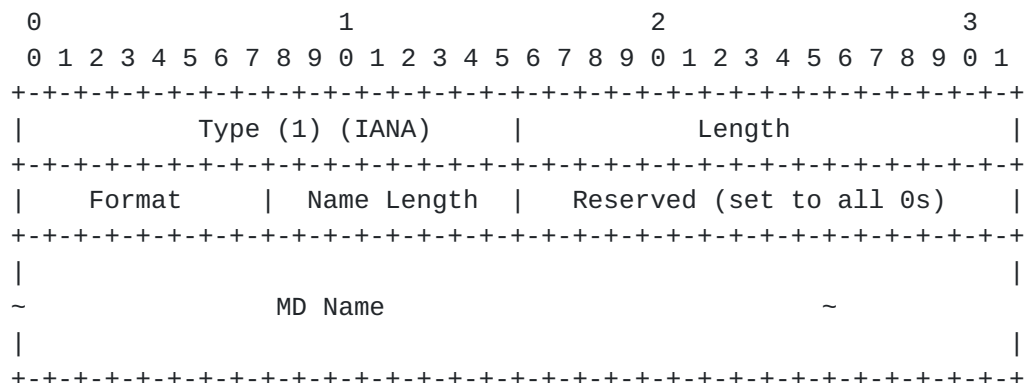 0                   1                   2                   3
 0 1 2 3 4 5 6 7 8 9 0 1 2 3 4 5 6 7 8 9 0 1 2 3 4 5 6 7 8 9 0 1
+-+-+-+-+-+-+-+-+-+-+-+-+-+-+-+-+-+-+-+-+-+-+-+-+-+-+-+-+-+-+-+-+
|           Type (1) (IANA)     |           Length              |
+-+-+-+-+-+-+-+-+-+-+-+-+-+-+-+-+-+-+-+-+-+-+-+-+-+-+-+-+-+-+-+-+
|    Format     |  Name Length  |   Reserved (set to all 0s)    |
+-+-+-+-+-+-+-+-+-+-+-+-+-+-+-+-+-+-+-+-+-+-+-+-+-+-+-+-+-+-+-+-+
|                                                               |
~                MD Name                            ~
|                                                               |
+-+-+-+-+-+-+-+-+-+-+-+-+-+-+-+-+-+-+-+-+-+-+-+-+-+-+-+-+-+-+-+-+